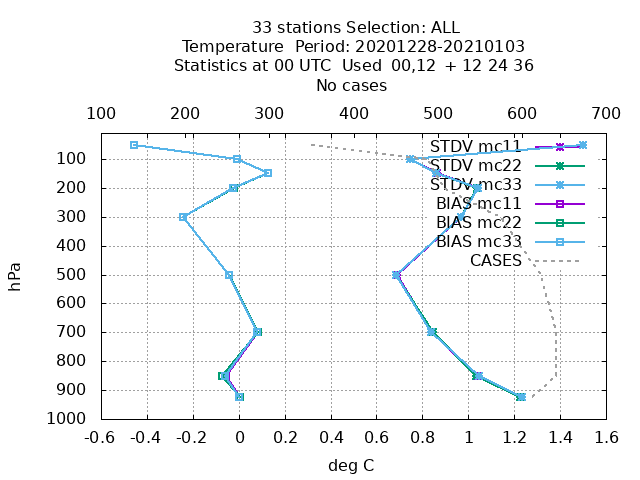 33 stations Selection: ALL
Temperature  Period: 20201228-20210103
Statistics at 00 UTC  Used  00,12  + 12 24 36
No cases
100 200 300 400 500 600 700
STDV mc11
100
STDV mc22
STDV mc33
200
BIAS mc11
300
BIAS mc22
BIAS mc33
400
CASES
500
hPa
600
700
800
900
1000
-0.6 -0.4 -0.2 0 0.2 0.4 0.6 0.8 1 1.2 1.4 1.6
deg C